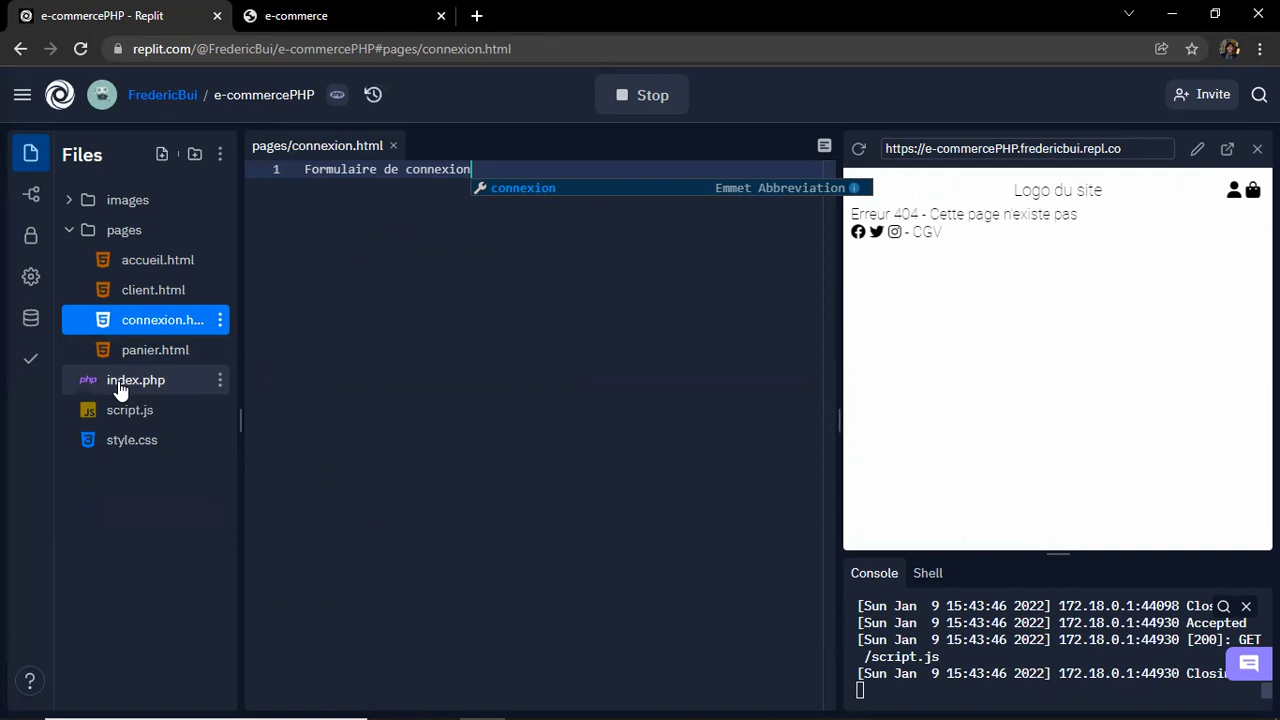 e-commercePHP - Replit
e-commerce
replit.com/@FredericBui/e-commercePHP#pages/connexion.html
FredericBui / e-commercePHP
Stop
Invite
Files
images
pages
accueil.html
client.html
connexion.h...
panier.html
php index.php
JS script.js
style.css
pages/connexion.html
1 Formulaire de connexion
connexion Emmet Abbreviation
https://e-commercePHP.fredericbui.repl.co
Logo du site
Erreur 404 - Cette page n'existe pas
- CGV
Console Shell
[Sun Jan 9 15:43:46 2022] 172.18.0.1:44098 Clos
[Sun Jan 9 15:43:46 2022] 172.18.0.1:44930 Accepted
[Sun Jan 9 15:43:46 2022] 172.18.0.1:44930 [200]: GET
/script.js
[Sun Jan 9 15:43:46 2022] 172.18.0.1:44930 Closi